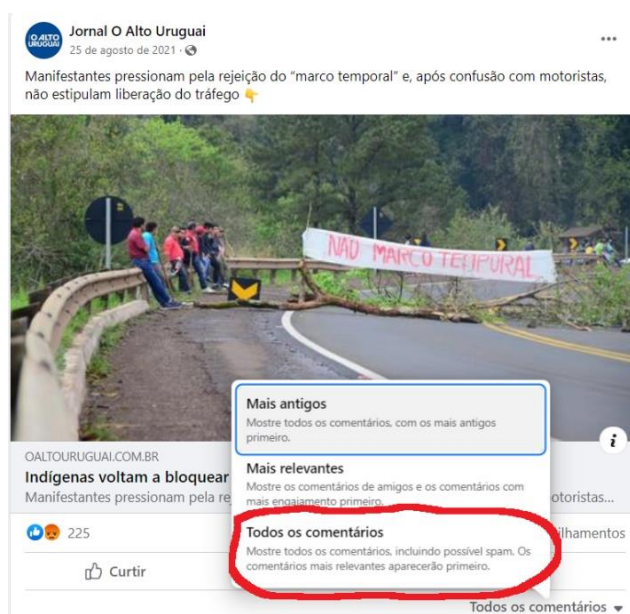 O ALTO
URUGUAI
Jornal O Alto Uruguai
25 de agosto de 2021 ·
Manifestantes pressionam pela rejeição do “marco temporal” e, após confusão com motoristas,
não estipulam liberação do tráfego
NAO MARCO TEMPURAL
Mais antigos
Mostre todos os comentários, com os mais antigos
primeiro.
Mais relevantes
Mostre os comentários de amigos e os comentários com
mais engajamento primeiro.
Todos os comentários
Mostre todos os comentários, incluindo possível spam. Os
comentários mais relevantes aparecerão primeiro.
OALTOURUGUAI.COM.BR
Indígenas voltam a bloquear
Manifestantes pressionam pela re
otoristas...
225
ilhamentos
Curtir
Todos os comentários